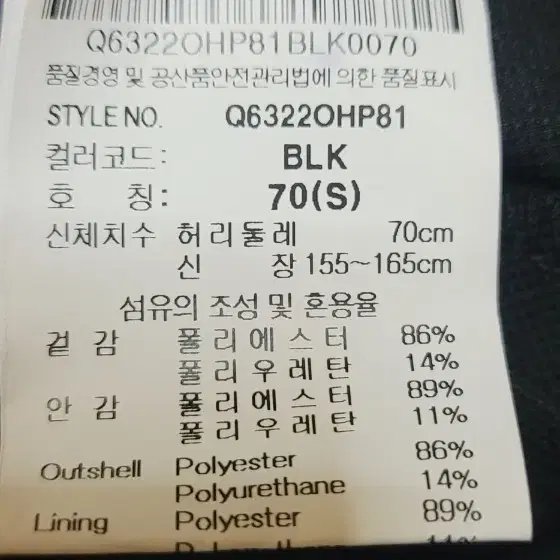 Q6322OHP81BLK0070
품질경영 및 공산품안전관리법에 의한 품질표시
STYLE NO. Q6322OHP81
컬러코드: BLK
호 칭: 70(S)
신체치수 허리둘레 70cm
신 장 155~165cm
섬유의 조성 및 혼용율
겉 감 폴리에스터 86%
폴리우레탄 14%
안 감 폴리에스터 89%
폴리우레탄 11%
Outshell Polyester 86%
Polyurethane 14%
Lining Polyester 89%